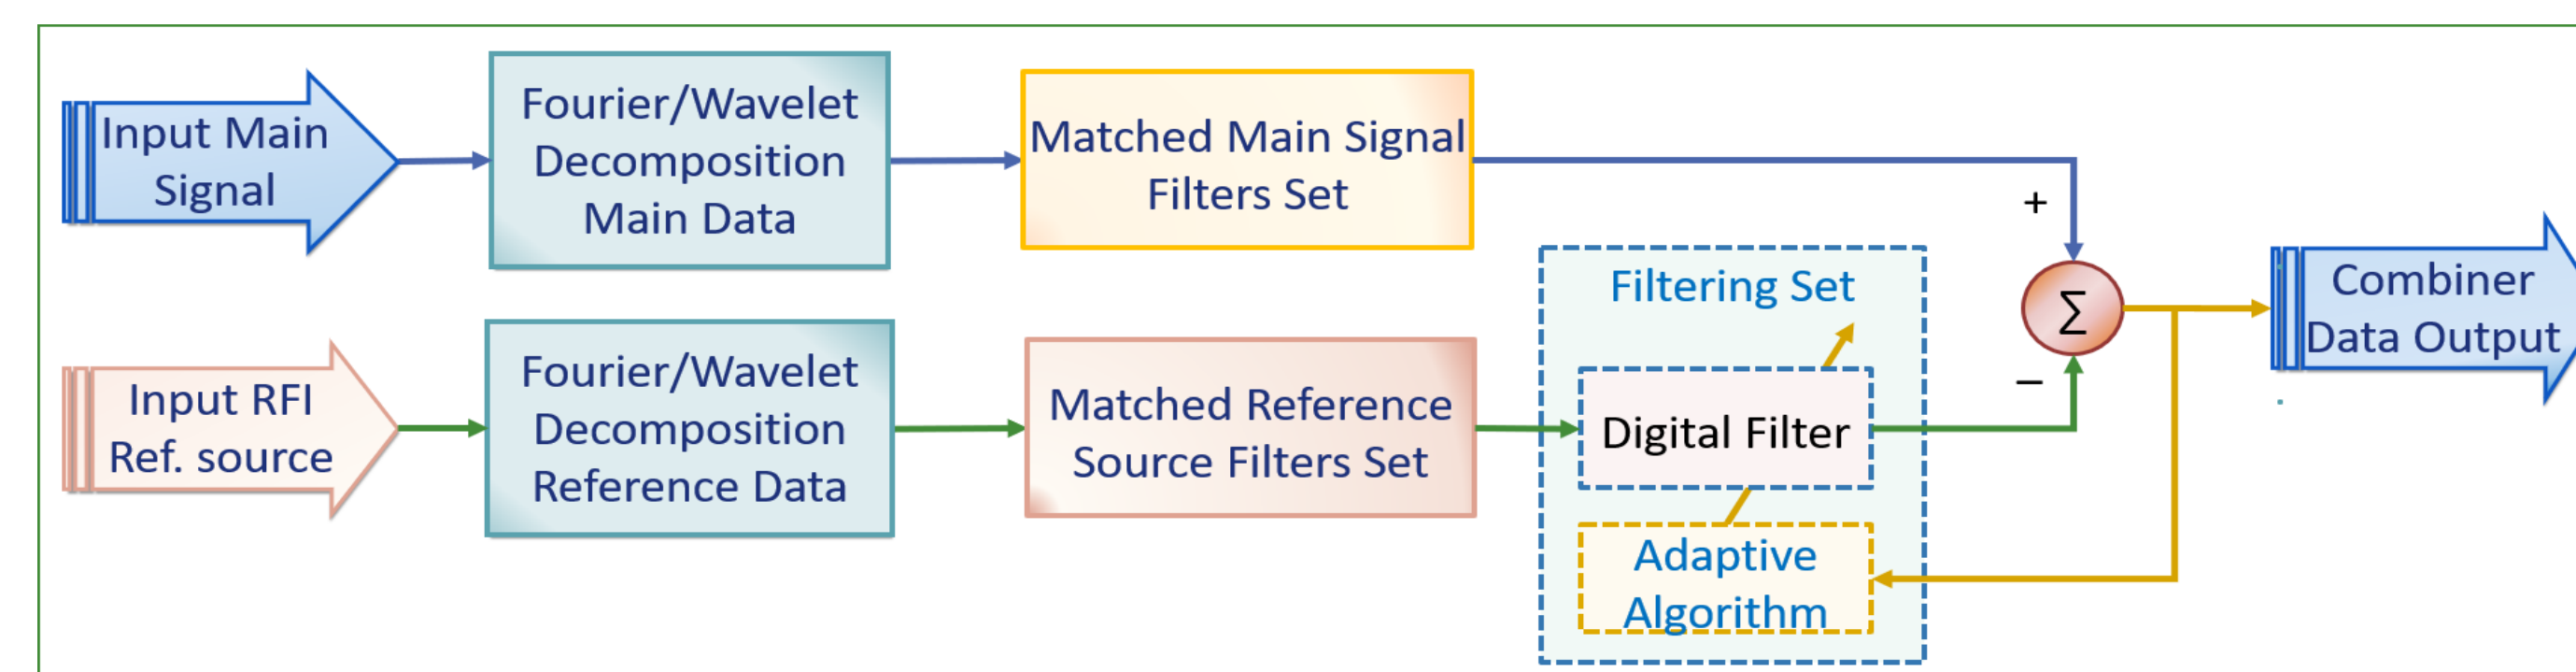 Input Main
Signal
Fourier/Wavelet
Decomposition
Main Data
Matched Main Signal
Filters Set
+
Input RFI
Ref. source
Fourier/Wavelet
Decomposition
Reference Data
Matched Reference
Source Filters Set
Filtering Set
Digital Filter
Adaptive
Algorithm
−
∑
Combiner
Data Output